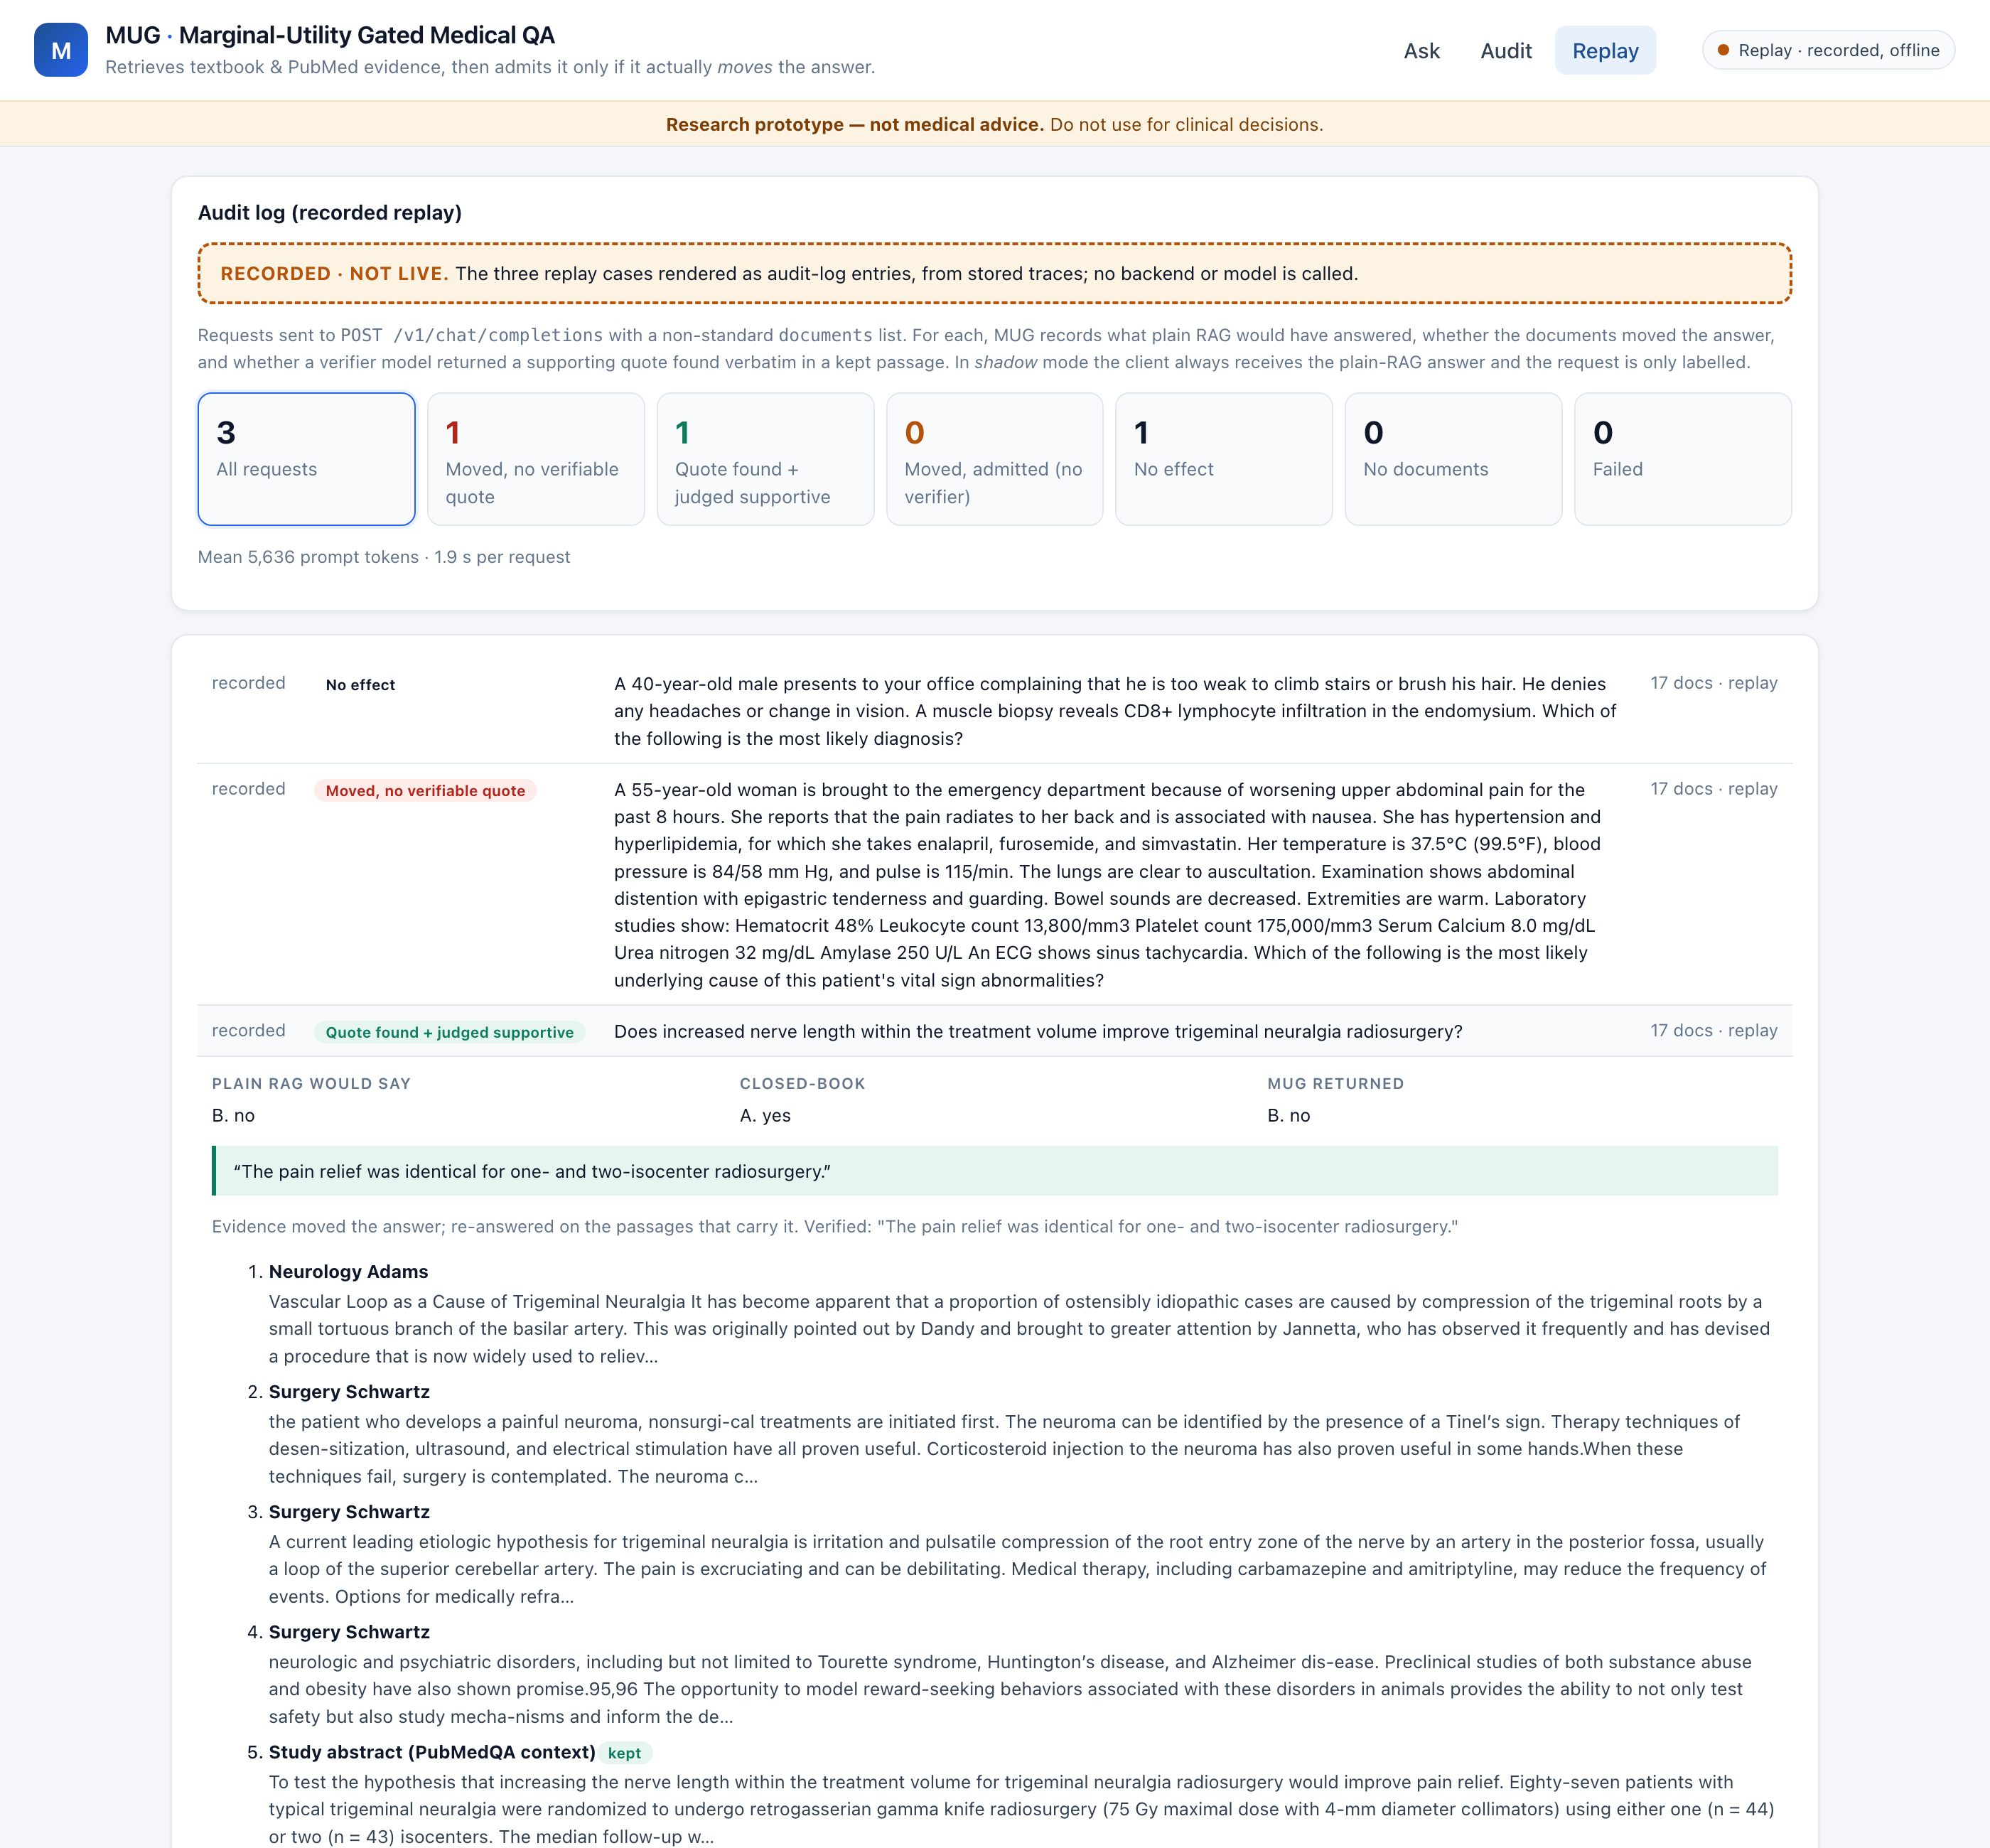 M
MUG · Marginal-Utility Gated Medical QA
Retrieves textbook & PubMed evidence, then admits it only if it actually moves the answer.
Ask
Audit
Replay
Replay · recorded, offline
Research prototype — not medical advice. Do not use for clinical decisions.
Audit log (recorded replay)
RECORDED · NOT LIVE. The three replay cases rendered as audit-log entries, from stored traces; no backend or model is called.
Requests sent to POST /v1/chat/completions with a non-standard documents list. For each, MUG records what plain RAG would have answered, whether the documents moved the answer,
and whether a verifier model returned a supporting quote found verbatim in a kept passage. In shadow mode the client always receives the plain-RAG answer and the request is only labelled.
3
All requests
1
Moved, no verifiable
quote
1
Quote found +
judged supportive
0
Moved, admitted (no
verifier)
1
No effect
0
No documents
0
Failed
Mean 5,636 prompt tokens · 1.9 s per request
recorded
No effect
A 40-year-old male presents to your office complaining that he is too weak to climb stairs or brush his hair. He denies
any headaches or change in vision. A muscle biopsy reveals CD8+ lymphocyte infiltration in the endomysium. Which of
the following is the most likely diagnosis?
17 docs · replay
recorded
Moved, no verifiable quote
A 55-year-old woman is brought to the emergency department because of worsening upper abdominal pain for the
past 8 hours. She reports that the pain radiates to her back and is associated with nausea. She has hypertension and
hyperlipidemia, for which she takes enalapril, furosemide, and simvastatin. Her temperature is 37.5°C (99.5°F), blood
pressure is 84/58 mm Hg, and pulse is 115/min. The lungs are clear to auscultation. Examination shows abdominal
distention with epigastric tenderness and guarding. Bowel sounds are decreased. Extremities are warm. Laboratory
studies show: Hematocrit 48% Leukocyte count 13,800/mm3 Platelet count 175,000/mm3 Serum Calcium 8.0 mg/dL
Urea nitrogen 32 mg/dL Amylase 250 U/L An ECG shows sinus tachycardia. Which of the following is the most likely
underlying cause of this patient's vital sign abnormalities?
17 docs · replay
recorded
Quote found + judged supportive
Does increased nerve length within the treatment volume improve trigeminal neuralgia radiosurgery?
17 docs · replay
PLAIN RAG WOULD SAY
B. no
CLOSED-BOOK
A. yes
MUG RETURNED
B. no
“The pain relief was identical for one- and two-isocenter radiosurgery.”
Evidence moved the answer; re-answered on the passages that carry it. Verified: "The pain relief was identical for one- and two-isocenter radiosurgery."
1. Neurology Adams
Vascular Loop as a Cause of Trigeminal Neuralgia It has become apparent that a proportion of ostensibly idiopathic cases are caused by compression of the trigeminal roots by a
small tortuous branch of the basilar artery. This was originally pointed out by Dandy and brought to greater attention by Jannetta, who has observed it frequently and has devised
a procedure that is now widely used to reliev...
2. Surgery Schwartz
the patient who develops a painful neuroma, nonsurgi-cal treatments are initiated first. The neuroma can be identified by the presence of a Tinel’s sign. Therapy techniques of
desen-sitization, ultrasound, and electrical stimulation have all proven useful. Corticosteroid injection to the neuroma has also proven useful in some hands.When these
techniques fail, surgery is contemplated. The neuroma c...
3. Surgery Schwartz
A current leading etiologic hypothesis for trigeminal neuralgia is irritation and pulsatile compression of the root entry zone of the nerve by an artery in the posterior fossa, usually
a loop of the superior cerebellar artery. The pain is excruciating and can be debilitating. Medical therapy, including carbamazepine and amitriptyline, may reduce the frequency of
events. Options for medically refra...
4. Surgery Schwartz
neurologic and psychiatric disorders, including but not limited to Tourette syndrome, Huntington’s disease, and Alzheimer dis-ease. Preclinical studies of both substance abuse
and obesity have also shown promise.95,96 The opportunity to model reward-seeking behaviors associated with these disorders in animals provides the ability to not only test
safety but also study mecha-nisms and inform the de...
5. Study abstract (PubMedQA context) kept
To test the hypothesis that increasing the nerve length within the treatment volume for trigeminal neuralgia radiosurgery would improve pain relief. Eighty-seven patients with
typical trigeminal neuralgia were randomized to undergo retrogasserian gamma knife radiosurgery (75 Gy maximal dose with 4-mm diameter collimators) using either one (n = 44)
or two (n = 43) isocenters. The median follow-up w...